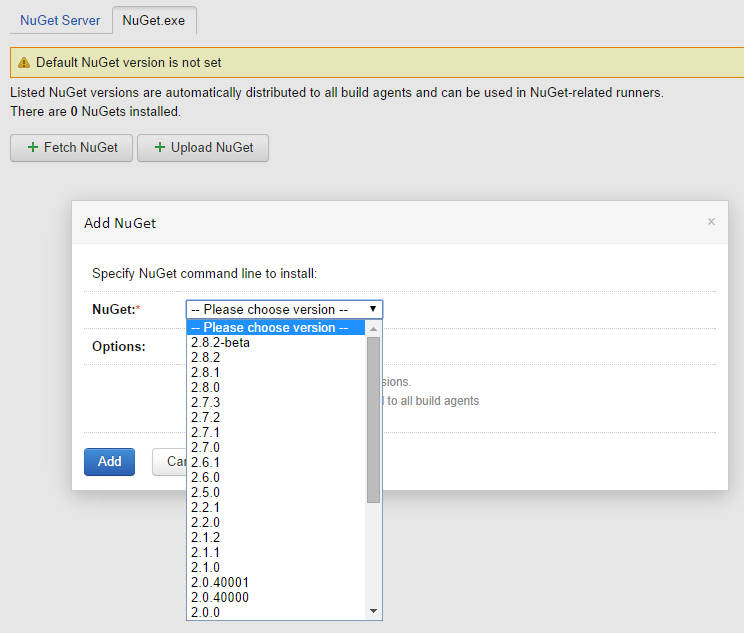 NuGet Server NuGet.exe
Default NuGet version is not set
Listed NuGet versions are automatically distributed to all build agents and can be used in NuGet-related runners.
There are 0 NuGets installed.
+ Fetch NuGet + Upload NuGet
Add NuGet ×
Specify NuGet command line to install:
NuGet:* -- Please choose version --
-- Please choose version --
2.8.2-beta
Options:
2.8.2
2.8.1
2.8.0
2.7.3
to all build agents
2.7.2
2.7.1
2.7.0
Add
2.6.1
2.6.0
2.5.0
2.2.1
2.2.0
2.1.2
2.1.1
2.1.0
2.0.40001
2.0.40000
2.0.0